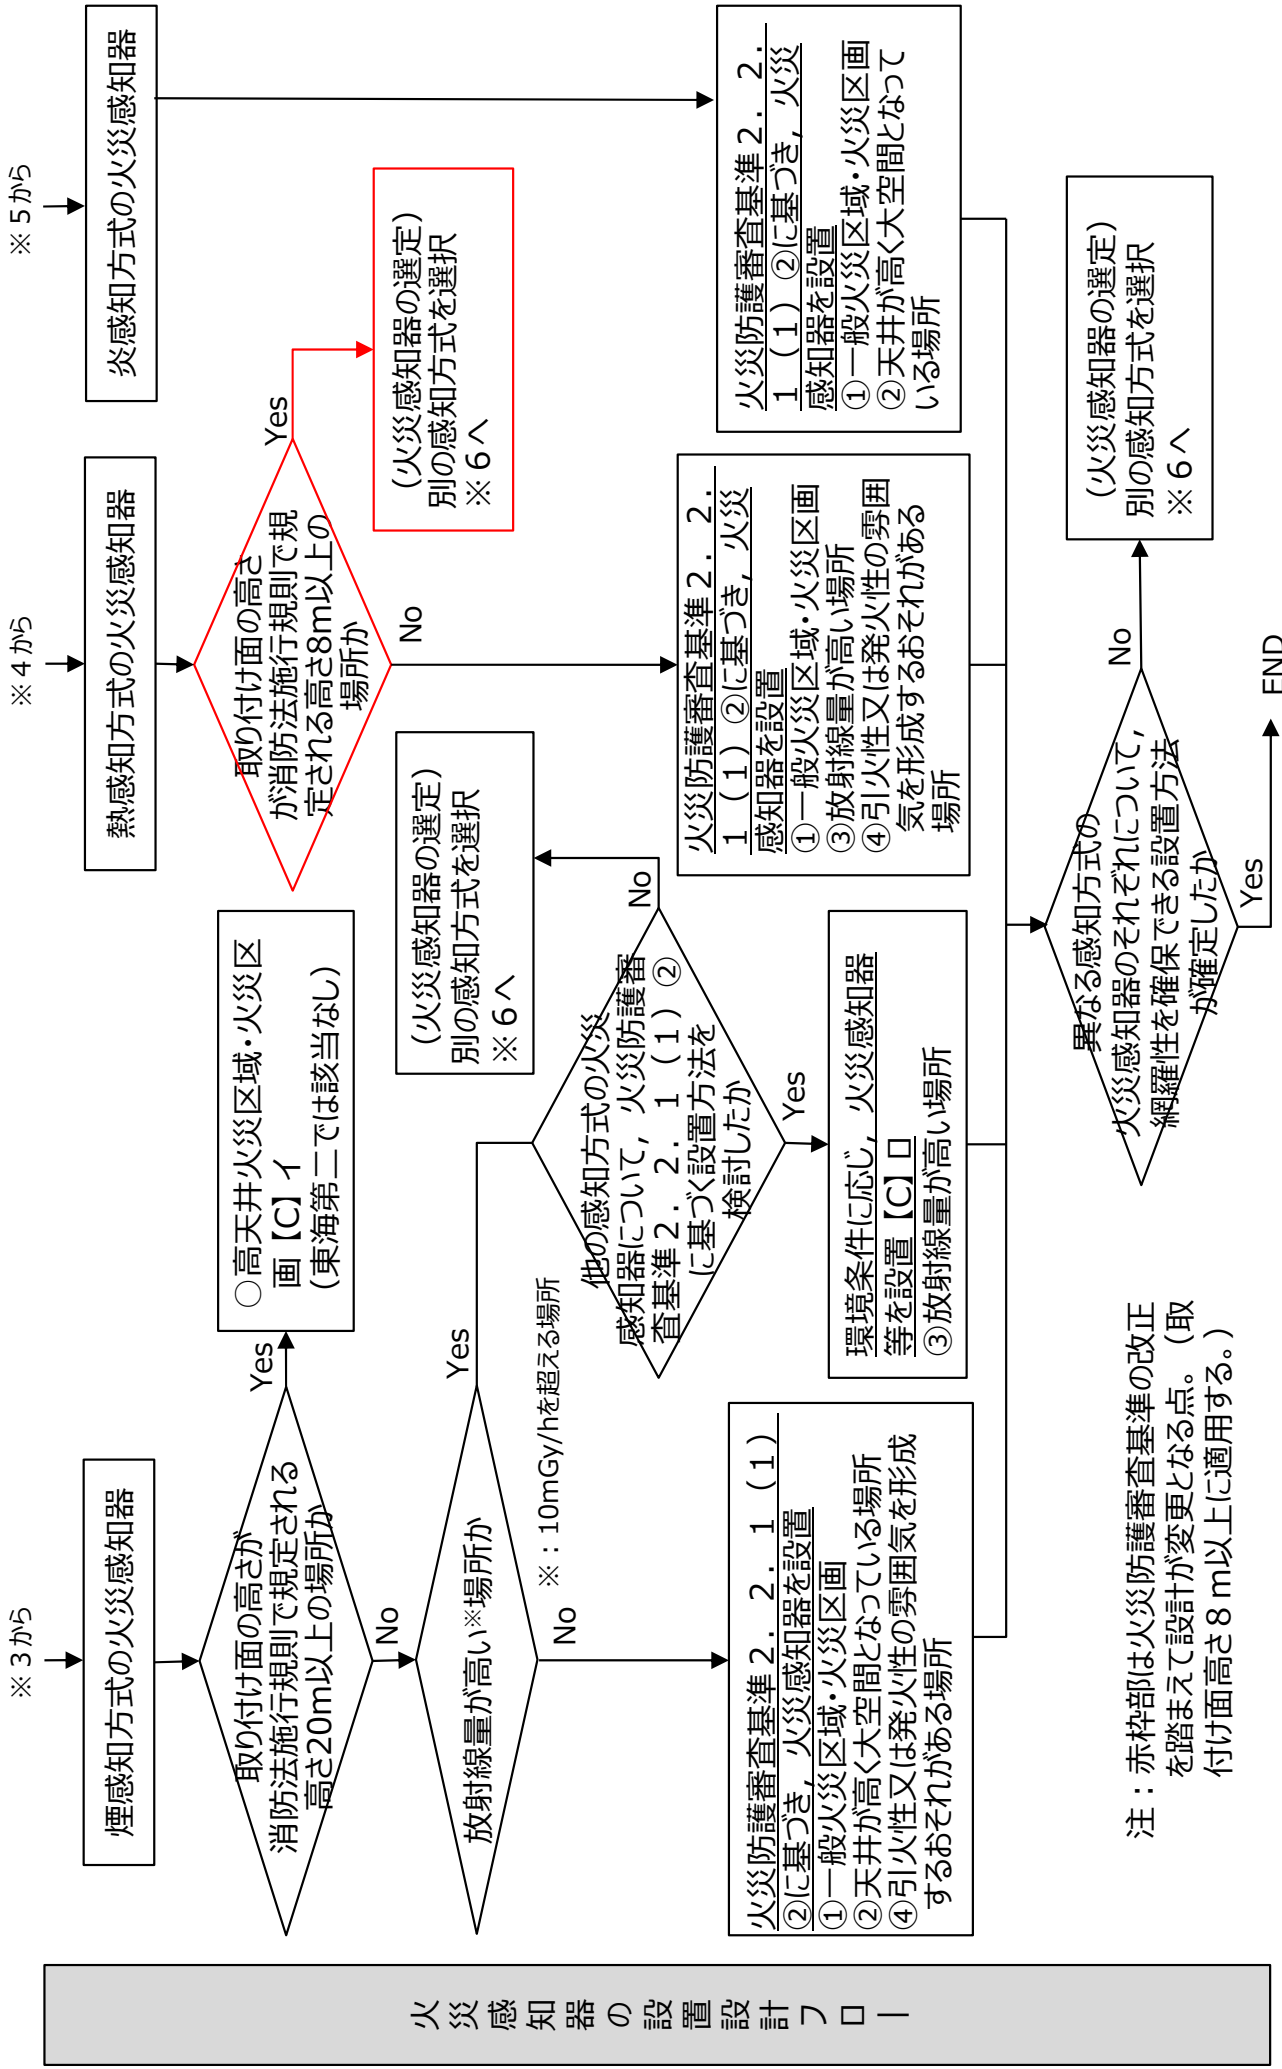 火災感知器の設置設計フロー
※３から
煙感知方式の火災感知器
取り付け面の高さが
消防法施行規則で規定される
高さ20m以上の場所か
Yes
○高天井火災区域・火災区
画【C】イ
(東海第二では該当なし)
No
放射線量が高い※場所か
Yes
※：10mGy/hを超える場所
No
他の感知方式の火災
感知器について，火災防護審
査基準２．２．１（１）②
に基づく設置方法を
検討したか
No
(火災感知器の選定)
別の感知方式を選択
※６へ
Yes
環境条件に応じ，火災感知器
等を設置【C】ロ
③放射線量が高い場所
火災防護審査基準２．２．１（１）
②に基づき，火災感知器を設置
①一般火災区域・火災区画
②天井が高く大空間となっている場所
④引火性又は発火性の雰囲気を形成
するおそれがある場所
※４から
熱感知方式の火災感知器
取り付け面の高さ
が消防法施行規則で規
定される高さ8m以上の
場所か
Yes
(火災感知器の選定)
別の感知方式を選択
※６へ
No
火災防護審査基準２．２．
１（１）②に基づき，火災
感知器を設置
①一般火災区域・火災区画
③放射線量が高い場所
④引火性又は発火性の雰囲
気を形成するおそれがある
場所
※５から
炎感知方式の火災感知器
火災防護審査基準２．２．
１（１）②に基づき，火災
感知器を設置
①一般火災区域・火災区画
②天井が高く大空間となって
いる場所
異なる感知方式の
火災感知器のそれぞれについて，
網羅性を確保できる設置方法
が確定したか
No
(火災感知器の選定)
別の感知方式を選択
※６へ
Yes
END
注：赤枠部は火災防護審査基準の改正
を踏まえて設計が変更となる点。（取
付け面高さ８m以上に適用する。）